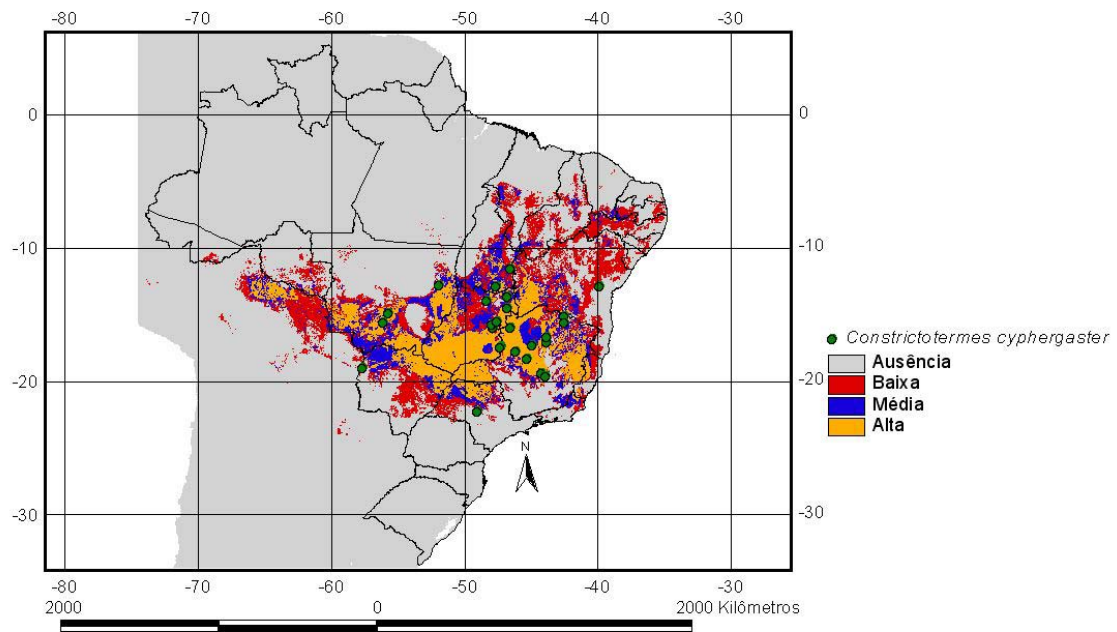 -80 -70 -60 -50 -40 -30
0 0
-10 -10
-20 -20
-30 -30
N
-80 -70 -60 -50 -40 -30
2000 0 2000 Kilômetros
Constrictotermes cyphergaster
Ausência
Baixa
Média
Alta